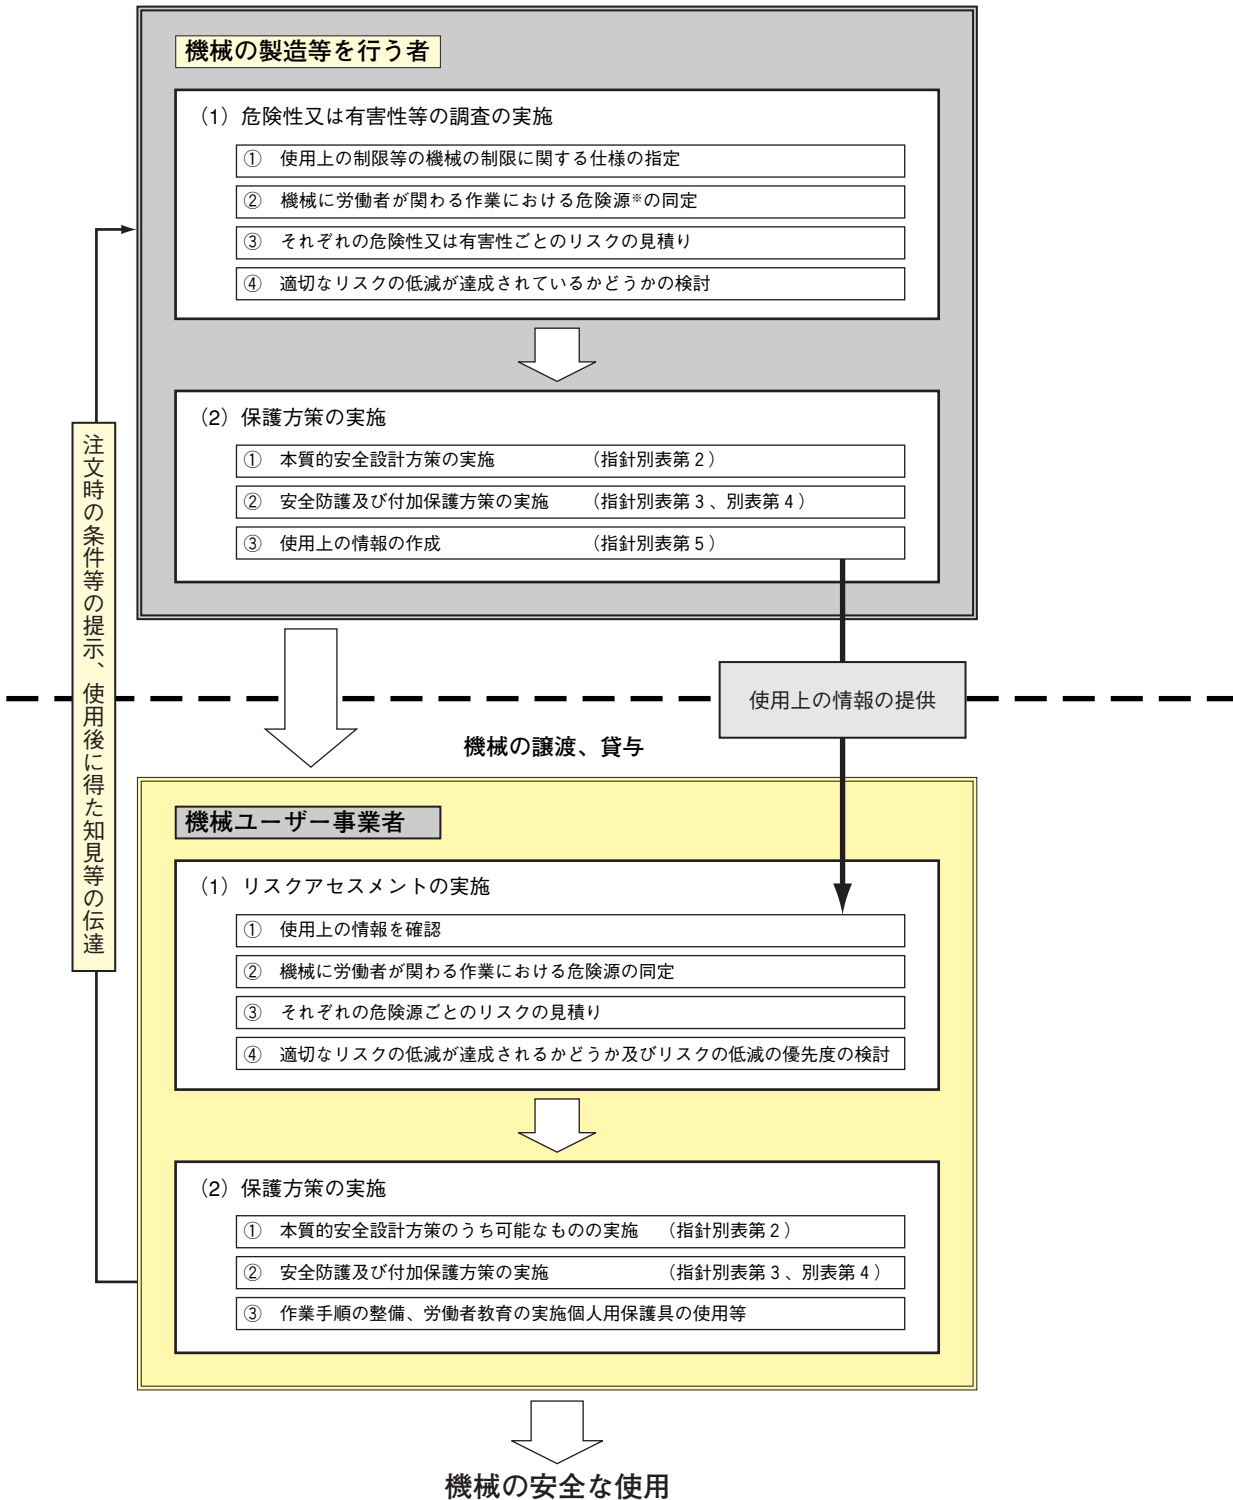 機械の製造等を行う者
（1）危険性又は有害性等の調査の実施
① 使用上の制限等の機械の制限に関する仕様の指定
② 機械に労働者が関わる作業における危険源※の同定
③ それぞれの危険性又は有害性ごとのリスクの見積り
④ 適切なリスクの低減が達成されているかどうかの検討
（2）保護方策の実施
① 本質的安全設計方策の実施 （指針別表第2）
② 安全防護及び付加保護方策の実施 （指針別表第3、別表第4）
③ 使用上の情報の作成 （指針別表第5）
注文時の条件等の提示、使用後に得た知見等の伝達
使用上の情報の提供
機械の譲渡、貸与
機械ユーザー事業者
（1）リスクアセスメントの実施
① 使用上の情報を確認
② 機械に労働者が関わる作業における危険源の同定
③ それぞれの危険源ごとのリスクの見積り
④ 適切なリスクの低減が達成されるかどうか及びリスクの低減の優先度の検討
（2）保護方策の実施
① 本質的安全設計方策のうち可能なものの実施 （指針別表第2）
② 安全防護及び付加保護方策の実施 （指針別表第3、別表第4）
③ 作業手順の整備、労働者教育の実施個人用保護具の使用等
機械の安全な使用